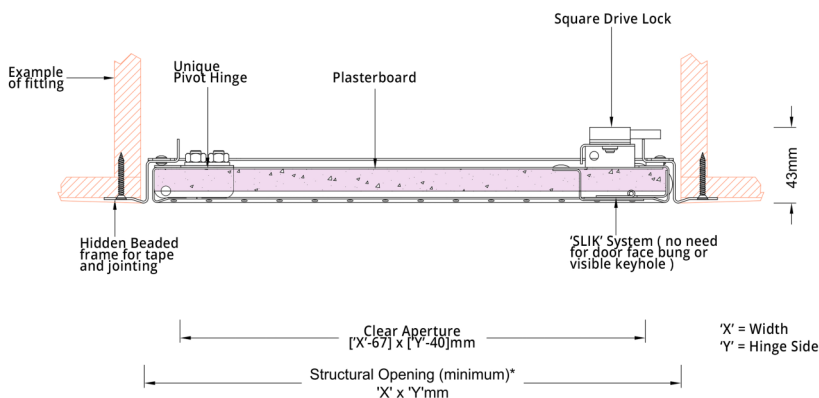 Square Drive Lock
Example
of fitting
Unique
Pivot Hinge
Plasterboard
43mm
Hidden Beaded
frame for tape
and jointing
'SLIK' System ( no need
for door face bung or
visible keyhole )
Clear Aperture
['X'-67] x ['Y'-40]mm
'X' = Width
'Y' = Hinge Side
Structural Opening (minimum)*
'X' x 'Y'mm